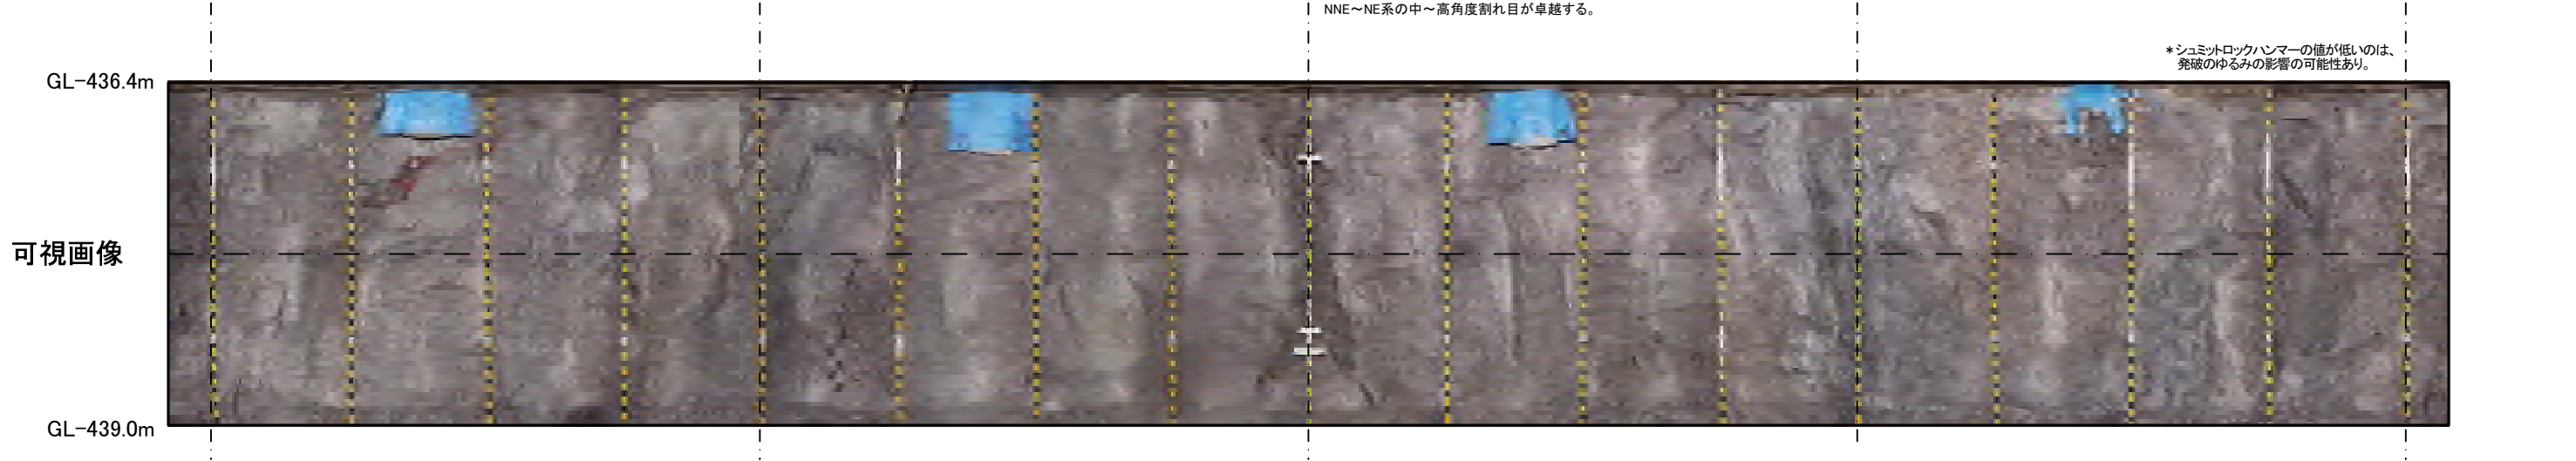 NNE～NE系の中～高角度割れ目が卓越する。
＊シュミットロックハンマーの値が低いのは、
発破のゆるみの影響の可能性あり。
GL-436.4m
可視画像
GL-439.0m